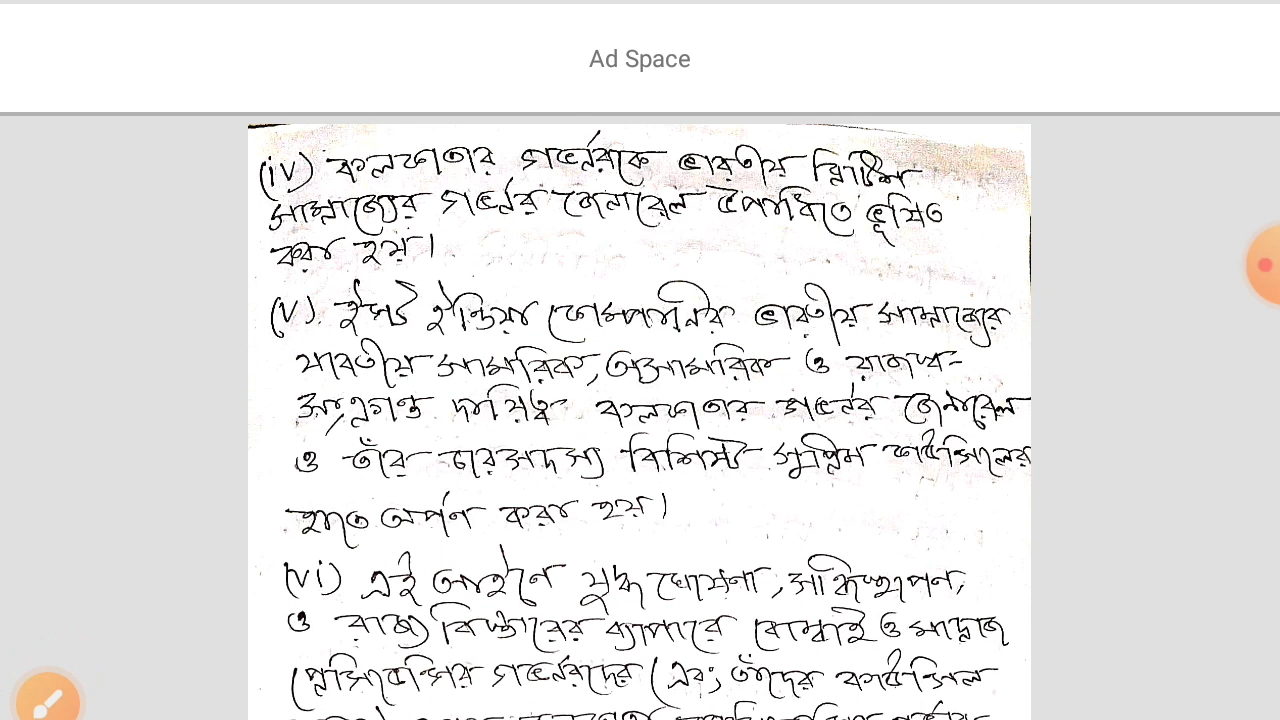 Ad Space
(iv) কলকাতার গভর্নরকে ভারতীয় ব্রিটিশ
সাম্রাজ্যের গভর্নর জেনারেল উপাধিতে ভূষিত
করা হয়।
(v). ইস্ট ইন্ডিয়া কোম্পানীর ভারতীয় সাম্রাজ্যের
যাবতীয় সামরিক, অসামরিক ও রাজস্ব-
সংক্রান্ত দায়িত্ব কলকাতার গভর্নর জেনারেল
ও তাঁর চারসদস্য বিশিষ্ট সুপ্রিম কাউন্সিলের
হাতে অর্পণ করা হয়।
(vi) এই আইনে যুদ্ধ ঘোষণা, সন্ধিস্থাপন,
ও রাজ্য বিস্তারের ব্যাপারে বোম্বাই ও মাদ্রাজ
প্রেসিডেন্সির গভর্নরদের (এবং তাঁদের কাউন্সিল